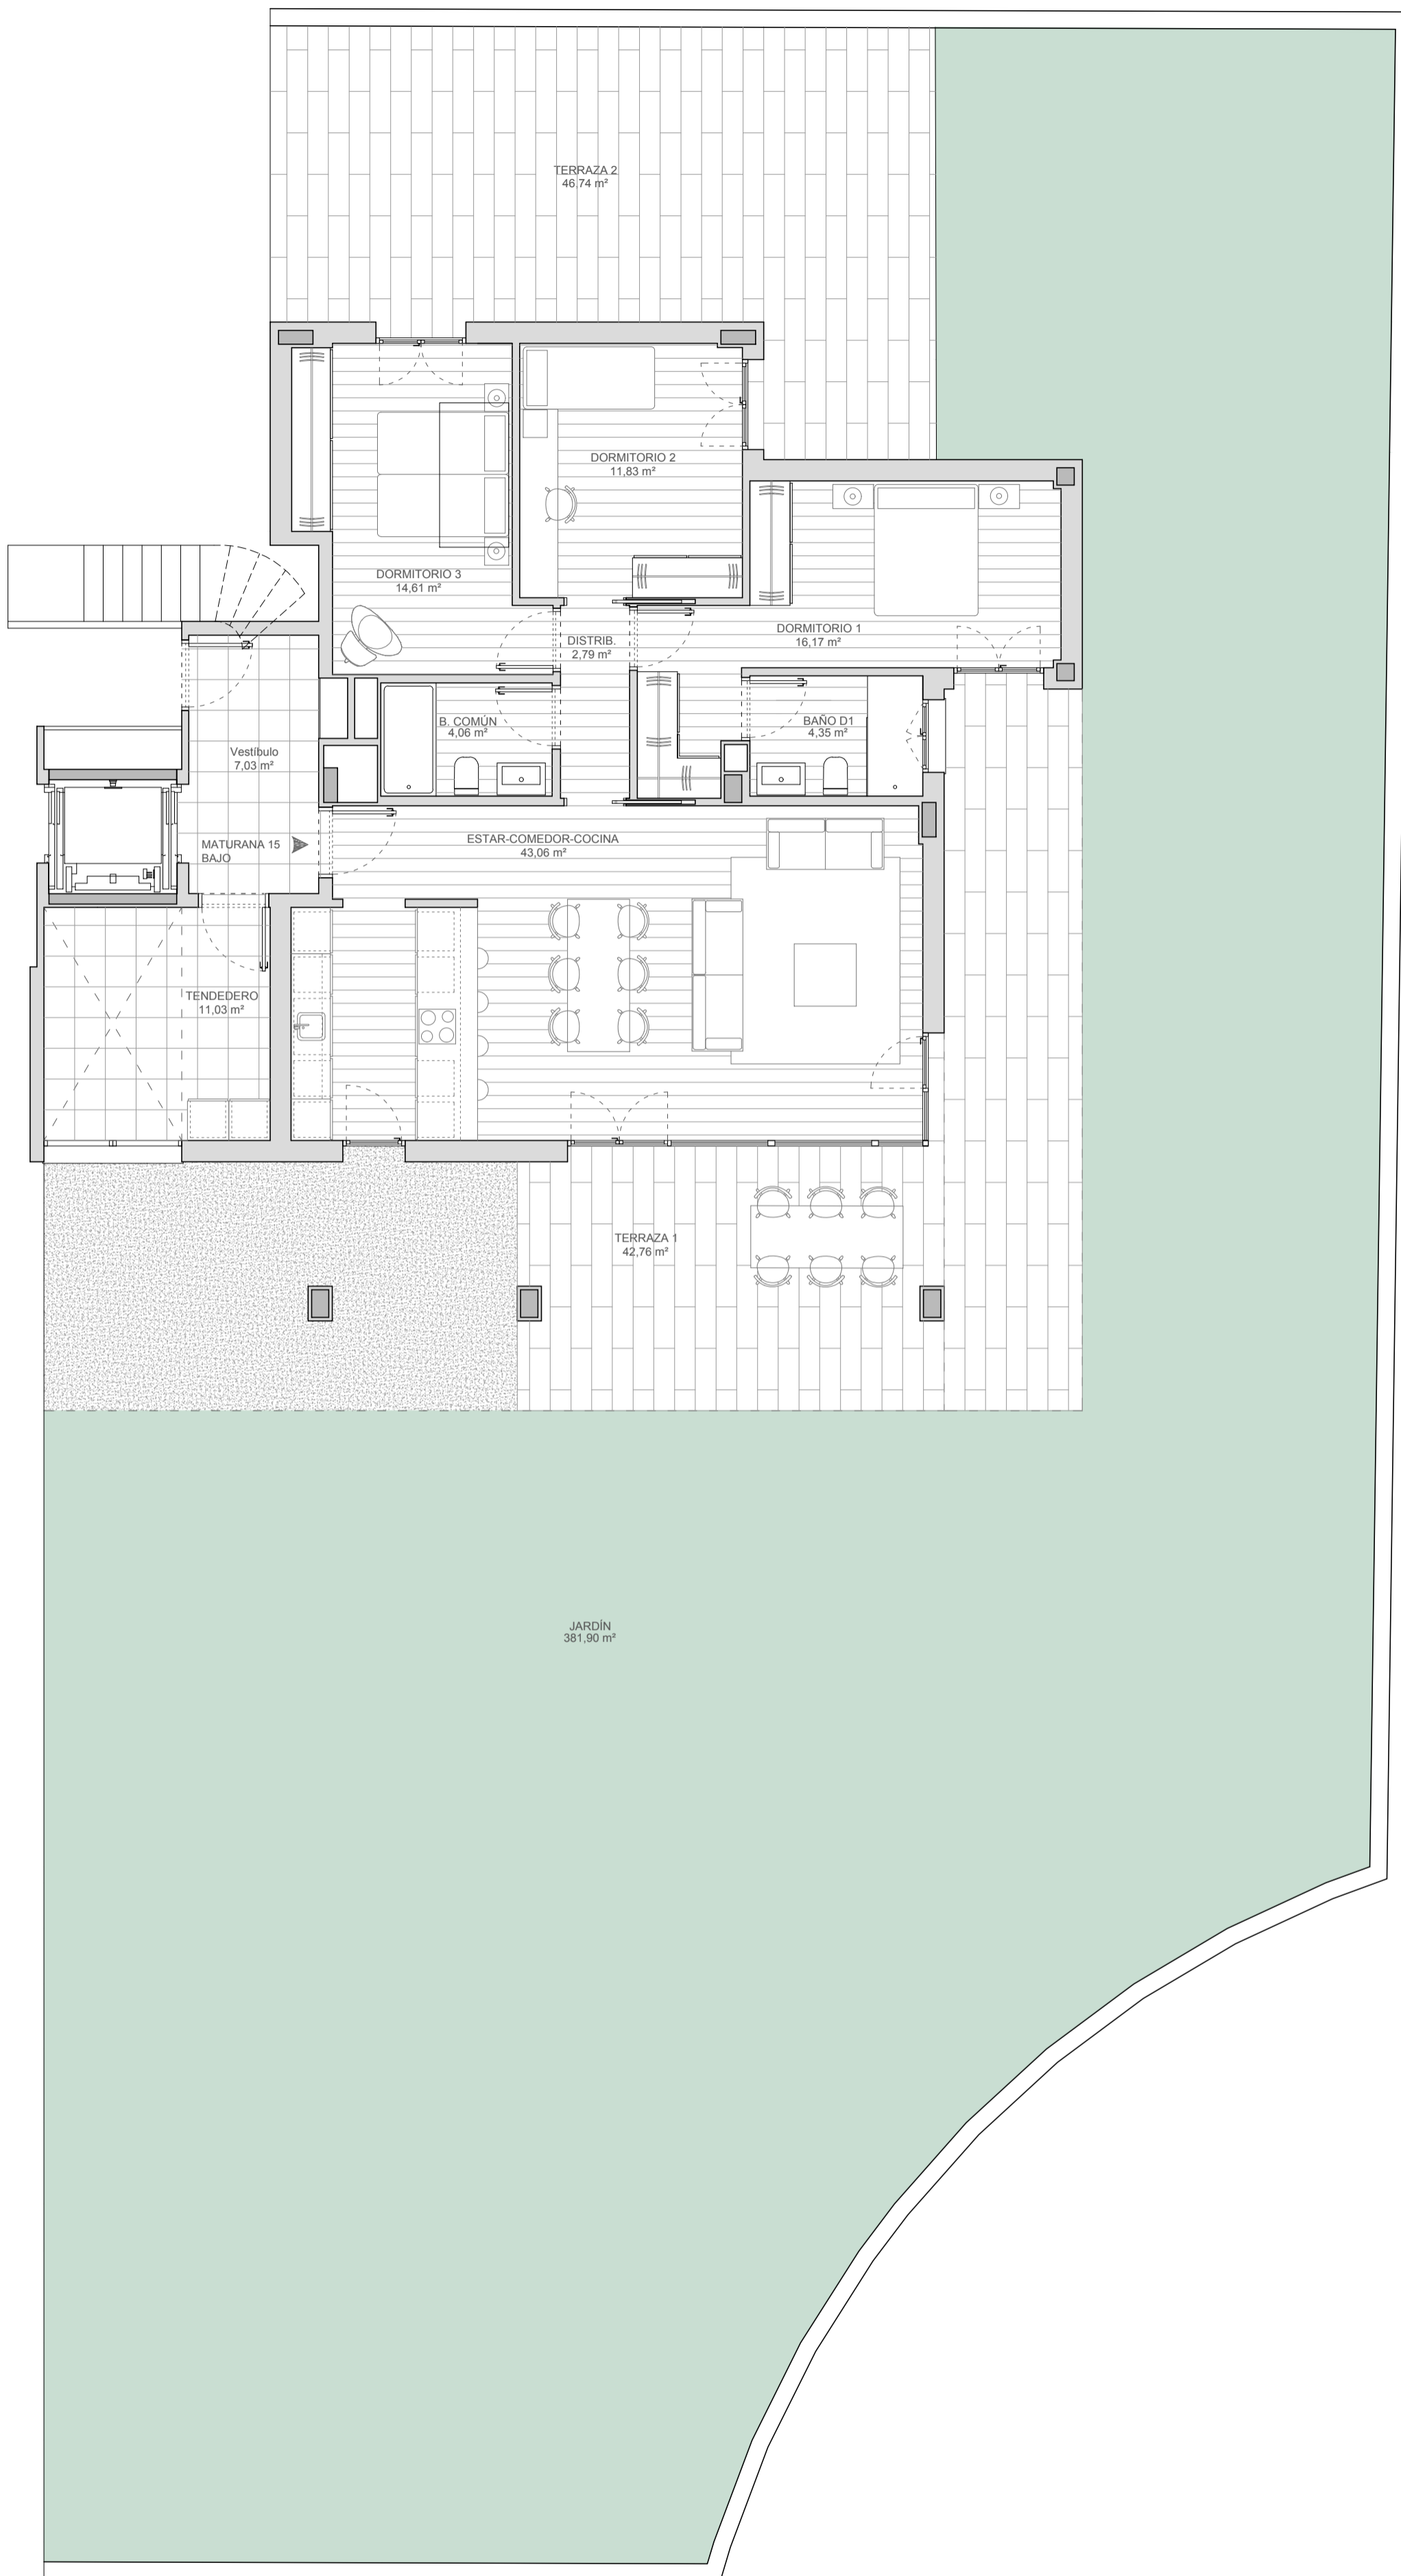 TERRAZA 2
46,74 m²
DORMITORIO 2
11,83 m²
DORMITORIO 3
14,61 m²
DORMITORIO 1
16,17 m²
DISTRIB.
2,79 m²
B. COMÚN
4,06 m²
BAÑO D1
4,35 m²
Vestíbulo
7,03 m²
MATURANA 15
BAJO
ESTAR-COMEDOR-COCINA
43,06 m²
TENDEDERO
11,03 m²
TERRAZA 1
42,76 m²
JARDÍN
381,90 m²